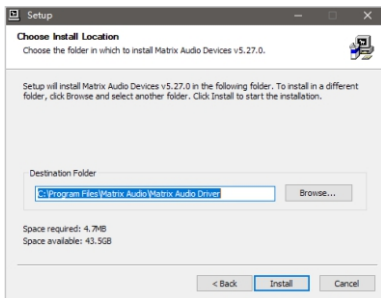 Setup
Choose Install Location
Choose the folder in which to install Matrix Audio Devices v5.27.0.
Setup will install Matrix Audio Devices v5.27.0 in the following folder. To install in a different
folder, click Browse and select another folder. Click Install to start the installation.
Destination Folder
C:\Program Files\Matrix Audio\Matrix Audio Driver
Browse...
Space required: 4.7MB
Space available: 43.5GB
< Back
Install
Cancel